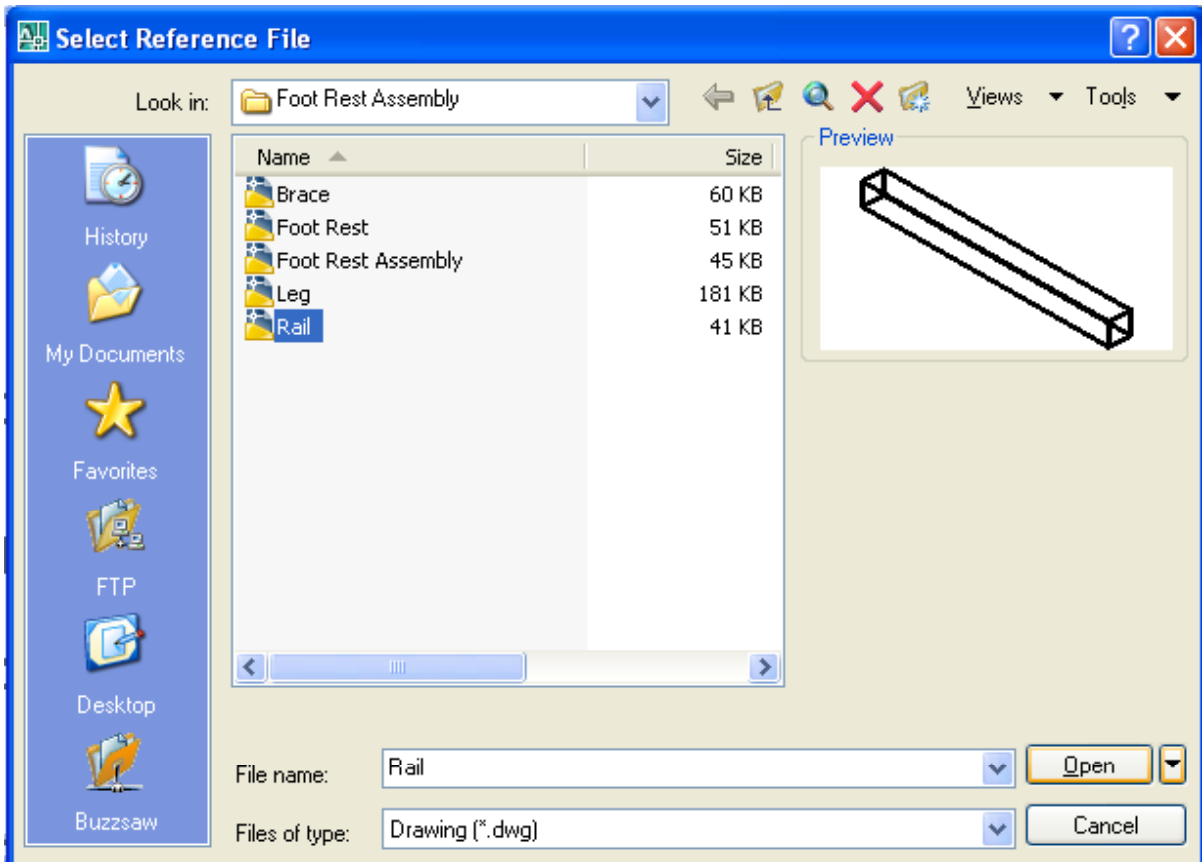 Select Reference File
Look in: Foot Rest Assembly Views Tools
Name Size
Brace 60 KB
Foot Rest 51 KB
Foot Rest Assembly 45 KB
Leg 181 KB
Rail 41 KB
Preview
History
My Documents
Favorites
FTP
Desktop
Buzzsaw
File name: Rail Open
Files of type: Drawing (*.dwg) Cancel